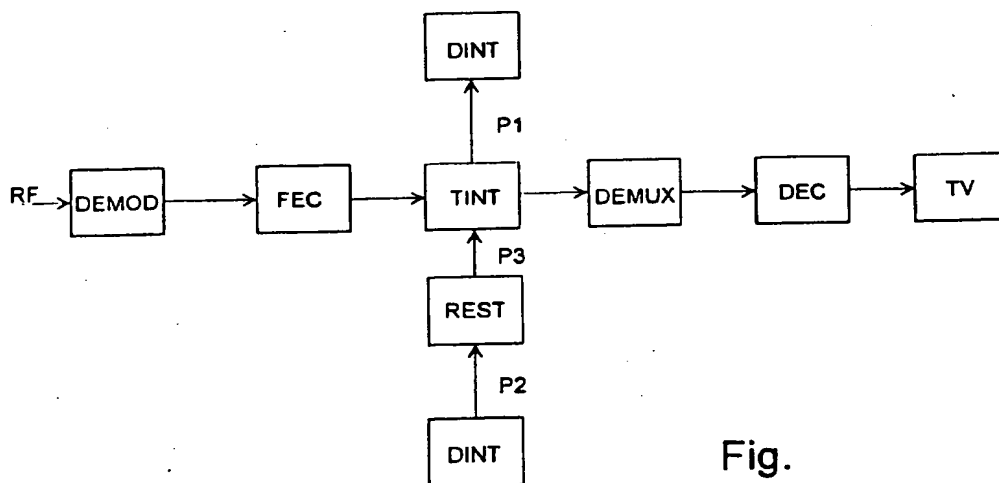 DINT
P1
RF
DEMOD
FEC
TINT
DEMUX
DEC
TV
P3
REST
P2
DINT
Fig.